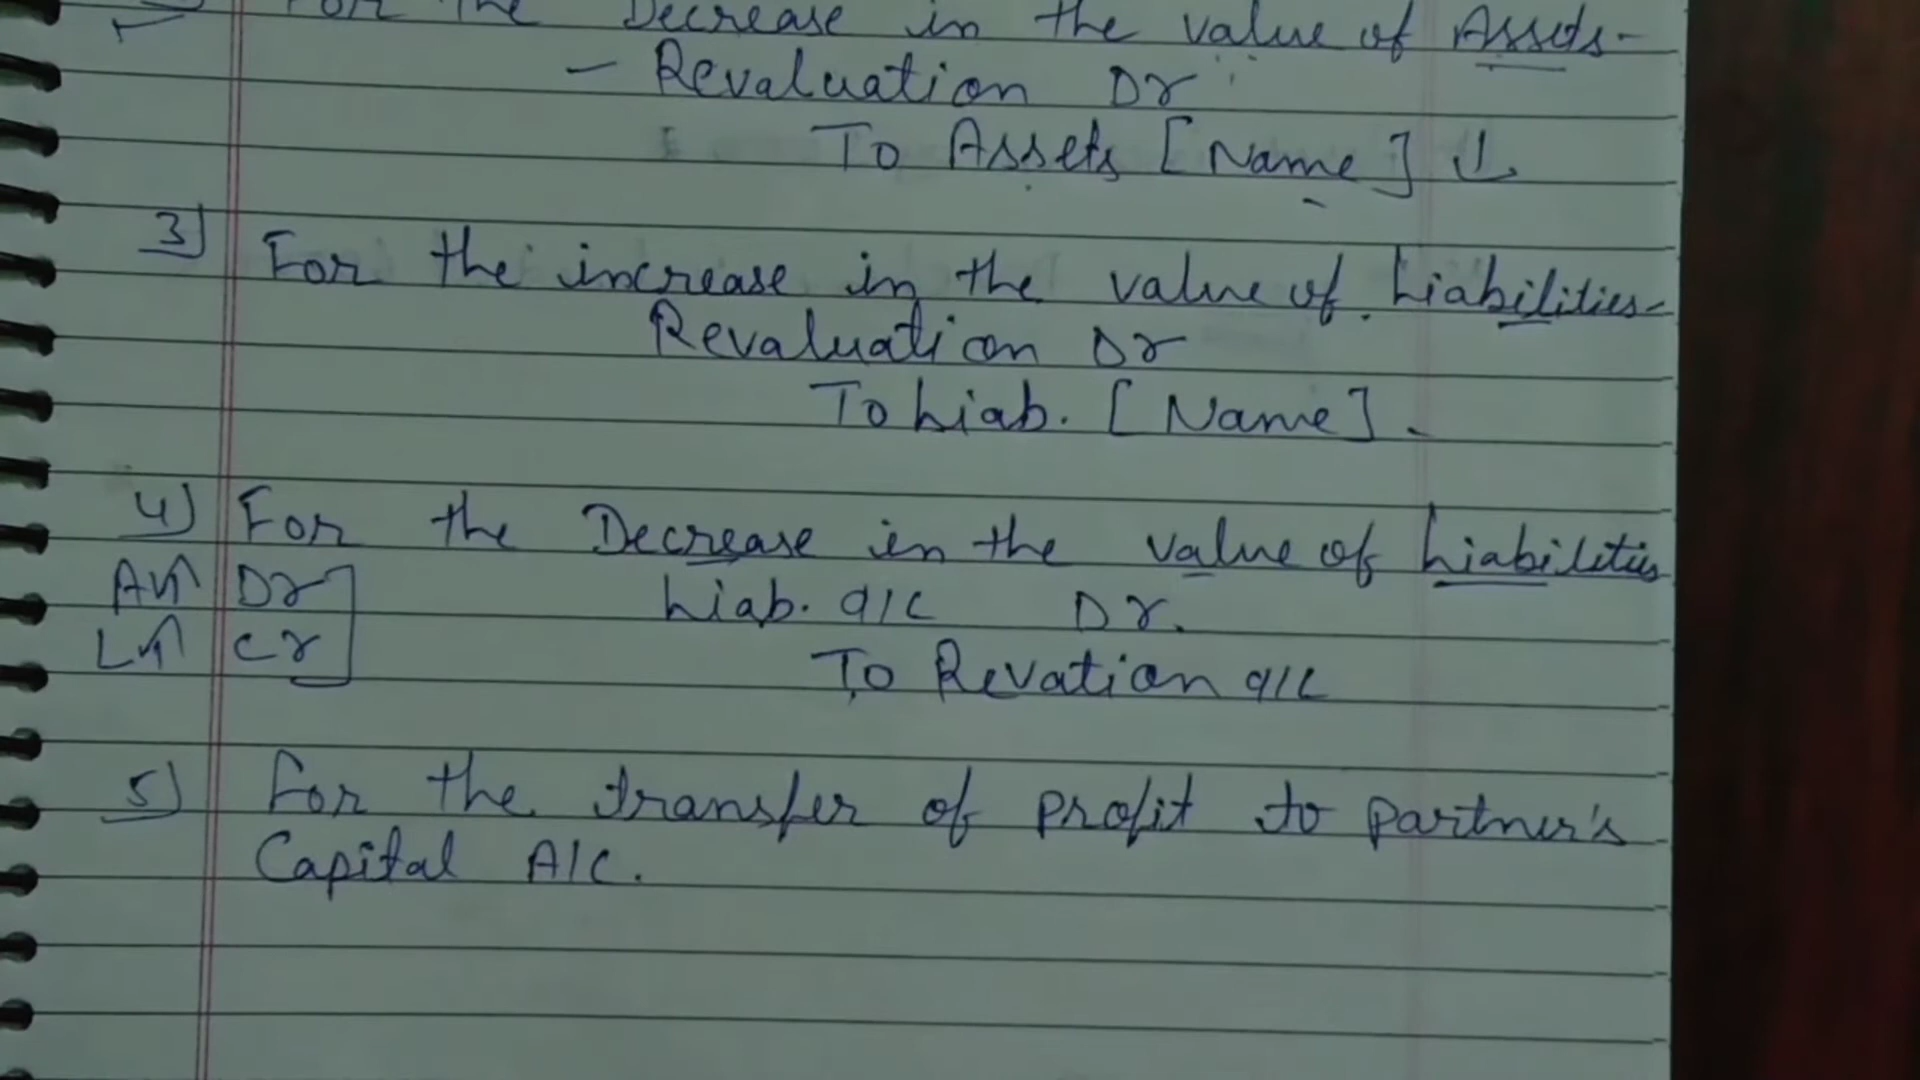 For the Decrease in the value of Assets-
- Revaluation Dr
To Assets [Name] ↓
3) For the increase in the value of Liabilities-
Revaluation Dr
To Liab. [Name].
4) For the Decrease in the value of Liabilities
A↑ Dr] Liab. a/c Dr.
L↑ Cr] To Revation a/c
5) For the transfer of profit to partner's
Capital A/C.